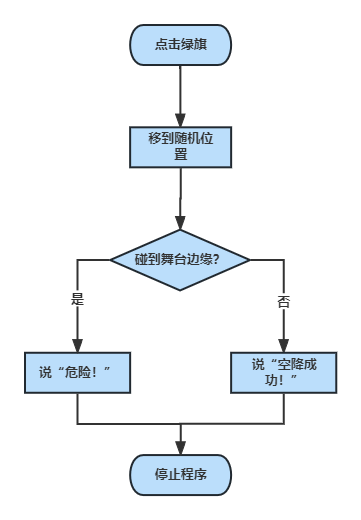 点击绿旗
移到随机位
置
碰到舞台边缘？
是
否
说“危险！”
说“空降成
功！”
停止程序